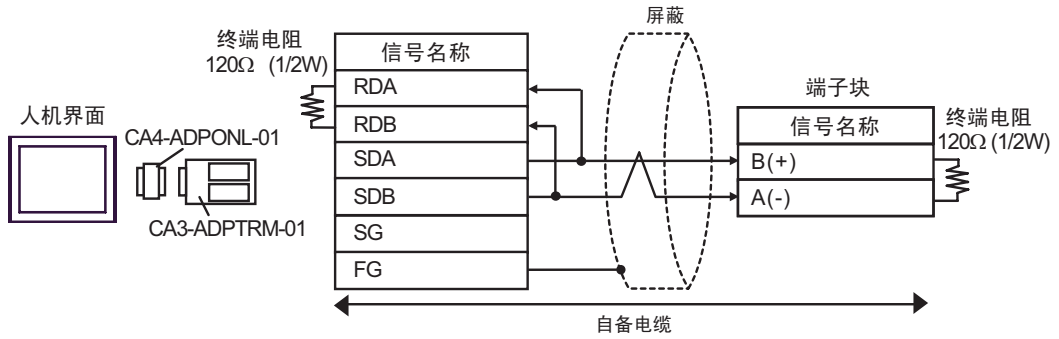 屏蔽
终端电阻
120Ω (1/2W)
信号名称
RDA
RDB
SDA
SDB
SG
FG
人机界面
CA4-ADPONL-01
CA3-ADPTRM-01
端子块
信号名称
B(+)
A(-)
终端电阻
120Ω (1/2W)
自备电缆